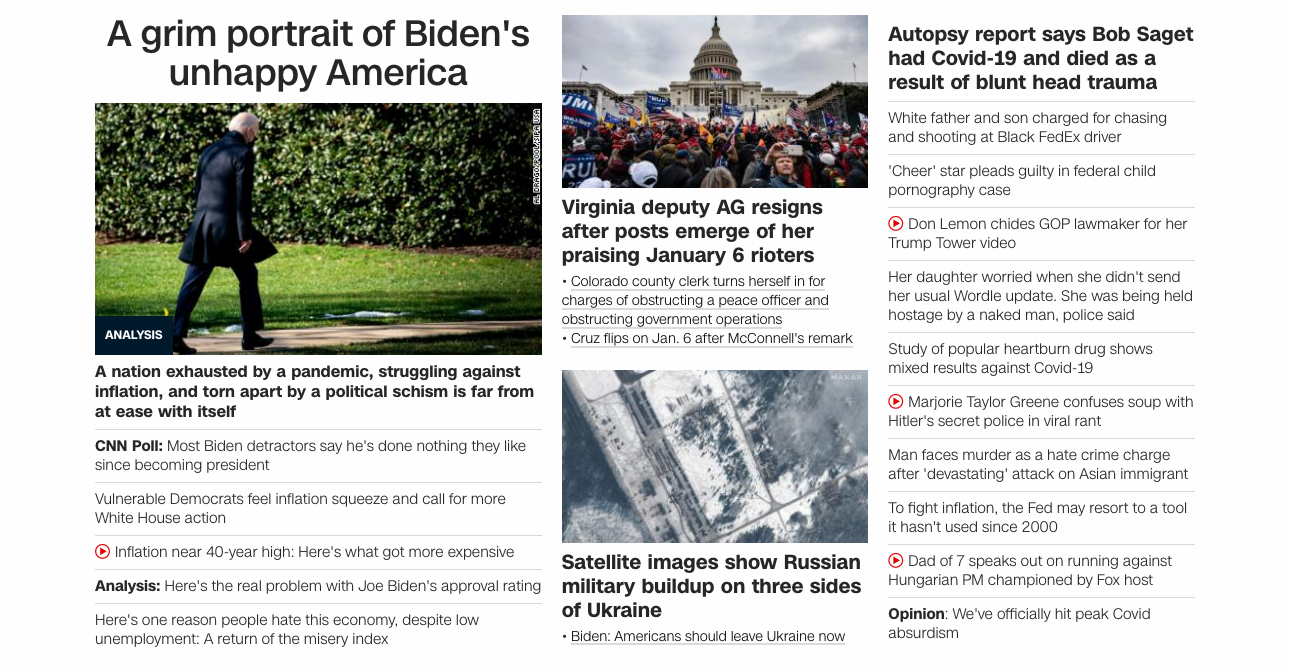 A grim portrait of Biden's
unhappy America
AL DRAGO/POOL/SIPA USA
ANALYSIS
A nation exhausted by a pandemic, struggling against
inflation, and torn apart by a political schism is far from
at ease with itself
CNN Poll: Most Biden detractors say he's done nothing they like
since becoming president
Vulnerable Democrats feel inflation squeeze and call for more
White House action
Inflation near 40-year high: Here's what got more expensive
Analysis: Here's the real problem with Joe Biden's approval rating
Here's one reason people hate this economy, despite low
unemployment: A return of the misery index
TRUMP
Virginia deputy AG resigns
after posts emerge of her
praising January 6 rioters
• Colorado county clerk turns herself in for
charges of obstructing a peace officer and
obstructing government operations
• Cruz flips on Jan. 6 after McConnell's remark
MAXAR
Satellite images show Russian
military buildup on three sides
of Ukraine
• Biden: Americans should leave Ukraine now
Autopsy report says Bob Saget
had Covid-19 and died as a
result of blunt head trauma
White father and son charged for chasing
and shooting at Black FedEx driver
'Cheer' star pleads guilty in federal child
pornography case
Don Lemon chides GOP lawmaker for her
Trump Tower video
Her daughter worried when she didn't send
her usual Wordle update. She was being held
hostage by a naked man, police said
Study of popular heartburn drug shows
mixed results against Covid-19
Marjorie Taylor Greene confuses soup with
Hitler's secret police in viral rant
Man faces murder as a hate crime charge
after 'devastating' attack on Asian immigrant
To fight inflation, the Fed may resort to a tool
it hasn't used since 2000
Dad of 7 speaks out on running against
Hungarian PM championed by Fox host
Opinion: We've officially hit peak Covid
absurdism